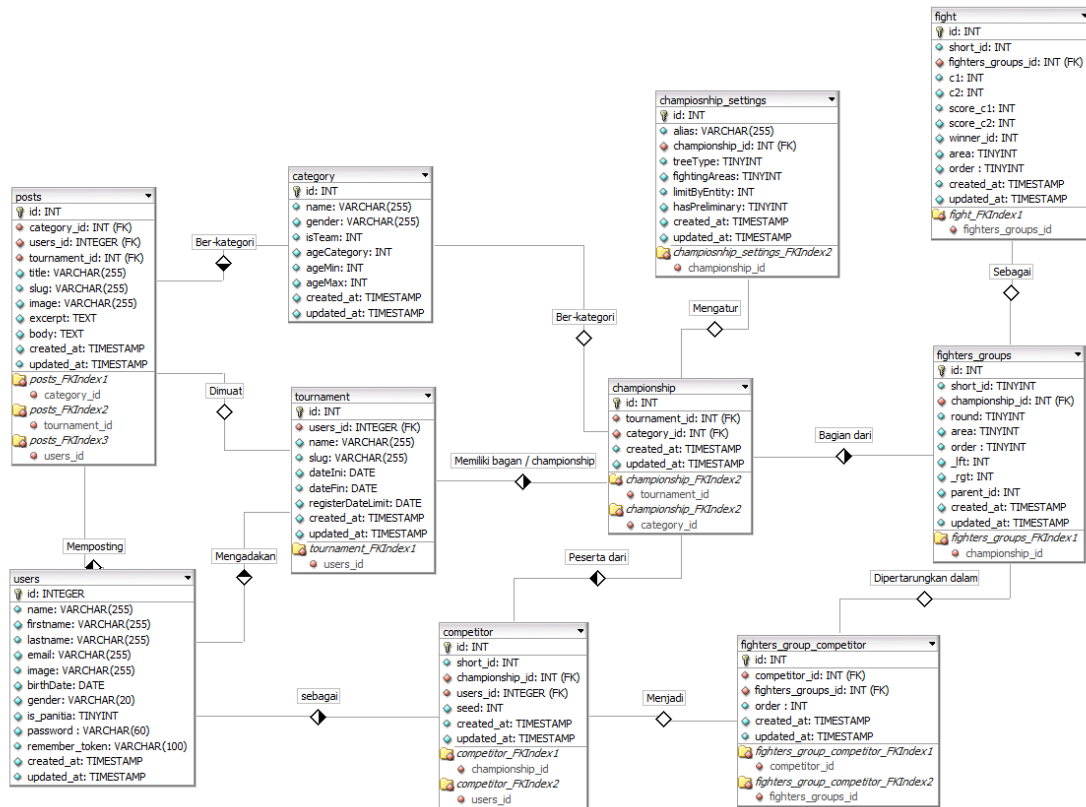 fight
id: INT
short_id: INT
fighters_groups_id: INT (FK)
c1: INT
c2: INT
score_c1: INT
score_c2: INT
winner_id: INT
area: TINYINT
order : TINYINT
created_at: TIMESTAMP
updated_at: TIMESTAMP
fight_FKIndex1
fighters_groups_id
champiosnhip_settings
id: INT
alias: VARCHAR(255)
championship_id: INT (FK)
treeType: TINYINT
fightingAreas: TINYINT
limitByEntity: INT
hasPreliminary: TINYINT
created_at: TIMESTAMP
updated_at: TIMESTAMP
champiosnhip_settings_FKIndex2
championship_id
category
id: INT
name: VARCHAR(255)
gender: VARCHAR(255)
isTeam: INT
ageCategory: INT
ageMin: INT
ageMax: INT
created_at: TIMESTAMP
updated_at: TIMESTAMP
posts
id: INT
category_id: INT (FK)
users_id: INTEGER (FK)
tournament_id: INT (FK)
title: VARCHAR(255)
slug: VARCHAR(255)
image: VARCHAR(255)
excerpt: TEXT
body: TEXT
created_at: TIMESTAMP
updated_at: TIMESTAMP
posts_FKIndex1
category_id
posts_FKIndex2
tournament_id
posts_FKIndex3
users_id
Ber-kategori
Sebagai
Mengatur
Ber-kategori
fighters_groups
id: INT
short_id: TINYINT
championship_id: INT (FK)
round: TINYINT
area: TINYINT
order : TINYINT
_lft: INT
_rgt: INT
parent_id: INT
created_at: TIMESTAMP
updated_at: TIMESTAMP
fighters_groups_FKIndex1
championship_id
championship
id: INT
tournament_id: INT (FK)
category_id: INT (FK)
created_at: TIMESTAMP
updated_at: TIMESTAMP
championship_FKIndex2
tournament_id
championship_FKIndex2
category_id
Dimuat
tournament
id: INT
users_id: INTEGER (FK)
name: VARCHAR(255)
slug: VARCHAR(255)
dateIni: DATE
dateFin: DATE
registerDateLimit: DATE
created_at: TIMESTAMP
updated_at: TIMESTAMP
tournament_FKIndex1
users_id
Bagian dari
Memiliki bagan / championship
Memposting
Mengadakan
Peserta dari
Dipertarungkan dalam
users
id: INTEGER
name: VARCHAR(255)
firstname: VARCHAR(255)
lastname: VARCHAR(255)
email: VARCHAR(255)
image: VARCHAR(255)
birthDate: DATE
gender: VARCHAR(20)
is_panitia: TINYINT
password : VARCHAR(60)
remember_token: VARCHAR(100)
created_at: TIMESTAMP
updated_at: TIMESTAMP
sebagai
competitor
id: INT
short_id: INT
championship_id: INT (FK)
users_id: INTEGER (FK)
seed: INT
created_at: TIMESTAMP
updated_at: TIMESTAMP
competitor_FKIndex1
championship_id
competitor_FKIndex2
users_id
Menjadi
fighters_group_competitor
id: INT
competitor_id: INT (FK)
fighters_groups_id: INT (FK)
order : INT
created_at: TIMESTAMP
updated_at: TIMESTAMP
fighters_group_competitor_FKIndex1
competitor_id
fighters_group_competitor_FKIndex2
fighters_groups_id